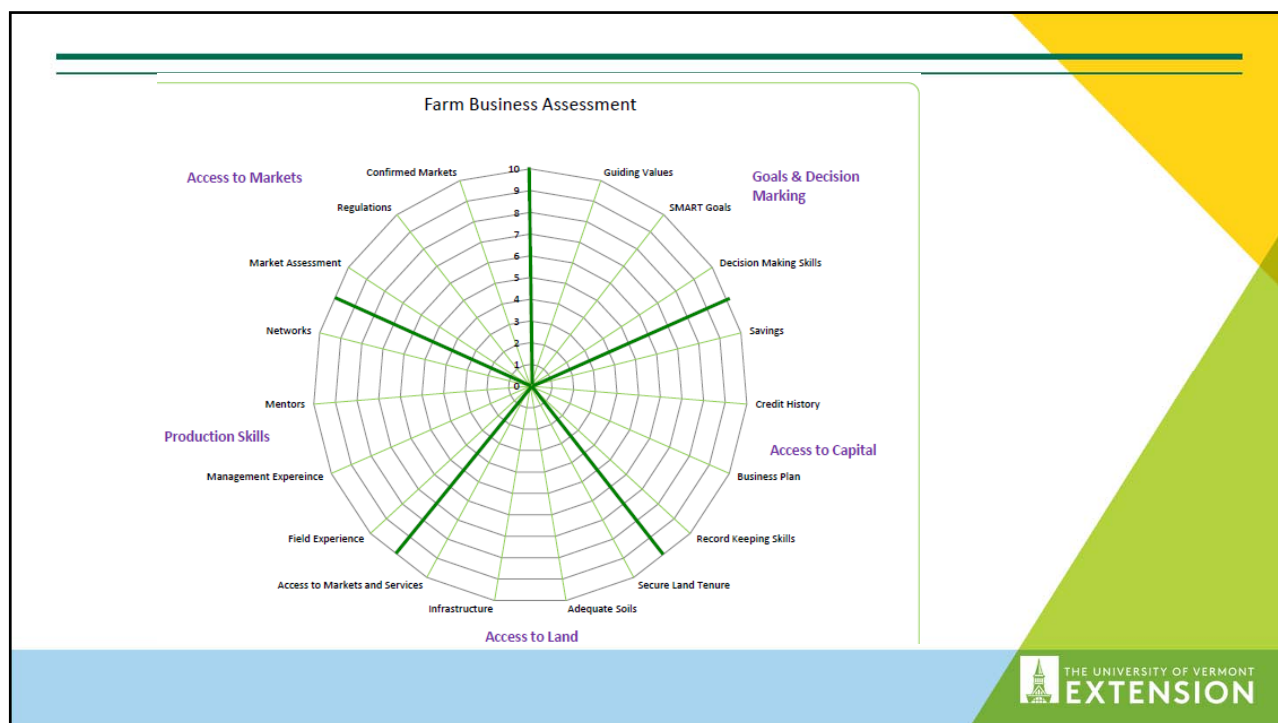 Farm Business Assessment
Access to Markets
Confirmed Markets
10
Guiding Values
Goals & Decision
Marking
9
Regulations
8
SMART Goals
7
Market Assessment
6
Decision Making Skills
5
4
Networks
3
Savings
2
1
0
Mentors
Credit History
Production Skills
Access to Capital
Management Expereince
Business Plan
Field Experience
Record Keeping Skills
Access to Markets and Services
Secure Land Tenure
Infrastructure
Adequate Soils
Access to Land
THE UNIVERSITY OF VERMONT
EXTENSION